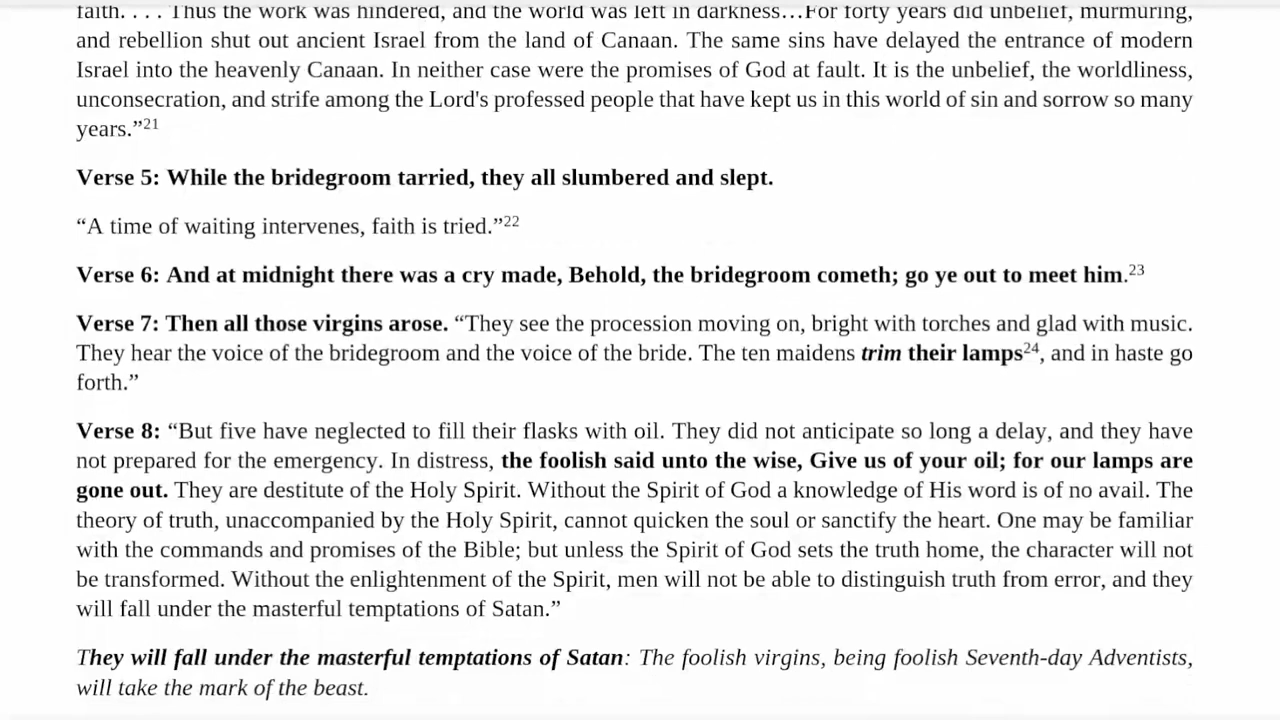 faith. . . . Thus the work was hindered, and the world was left in darkness…For forty years did unbelief, murmuring,
and rebellion shut out ancient Israel from the land of Canaan. The same sins have delayed the entrance of modern
Israel into the heavenly Canaan. In neither case were the promises of God at fault. It is the unbelief, the worldliness,
unconsecration, and strife among the Lord's professed people that have kept us in this world of sin and sorrow so many
years.”21
Verse 5: While the bridegroom tarried, they all slumbered and slept.
“A time of waiting intervenes, faith is tried.”22
Verse 6: And at midnight there was a cry made, Behold, the bridegroom cometh; go ye out to meet him.23
Verse 7: Then all those virgins arose. “They see the procession moving on, bright with torches and glad with music.
They hear the voice of the bridegroom and the voice of the bride. The ten maidens trim their lamps24, and in haste go
forth.”
Verse 8: “But five have neglected to fill their flasks with oil. They did not anticipate so long a delay, and they have
not prepared for the emergency. In distress, the foolish said unto the wise, Give us of your oil; for our lamps are
gone out. They are destitute of the Holy Spirit. Without the Spirit of God a knowledge of His word is of no avail. The
theory of truth, unaccompanied by the Holy Spirit, cannot quicken the soul or sanctify the heart. One may be familiar
with the commands and promises of the Bible; but unless the Spirit of God sets the truth home, the character will not
be transformed. Without the enlightenment of the Spirit, men will not be able to distinguish truth from error, and they
will fall under the masterful temptations of Satan.”
They will fall under the masterful temptations of Satan: The foolish virgins, being foolish Seventh-day Adventists,
will take the mark of the beast.